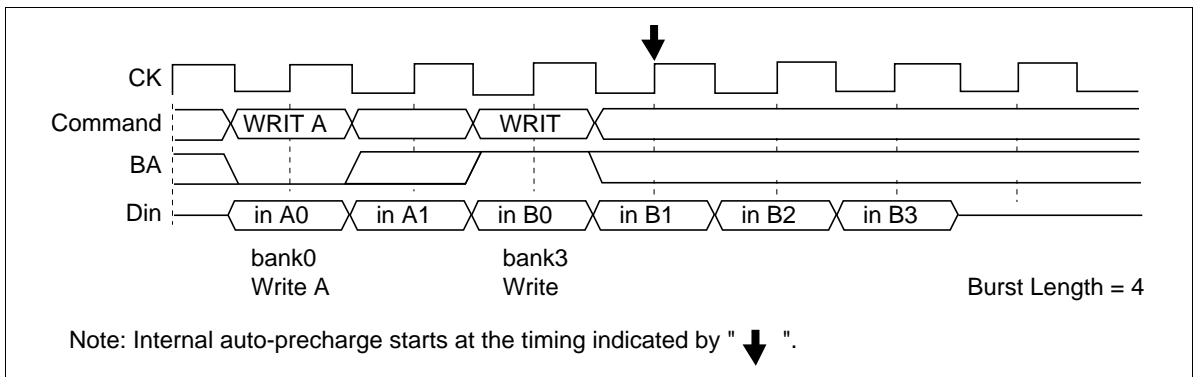 CK
Command WRIT A WRIT
BA
Din in A0 in A1 in B0 in B1 in B2 in B3
bank0 bank3
Write A Write Burst Length = 4
Note: Internal auto-precharge starts at the timing indicated by " ".